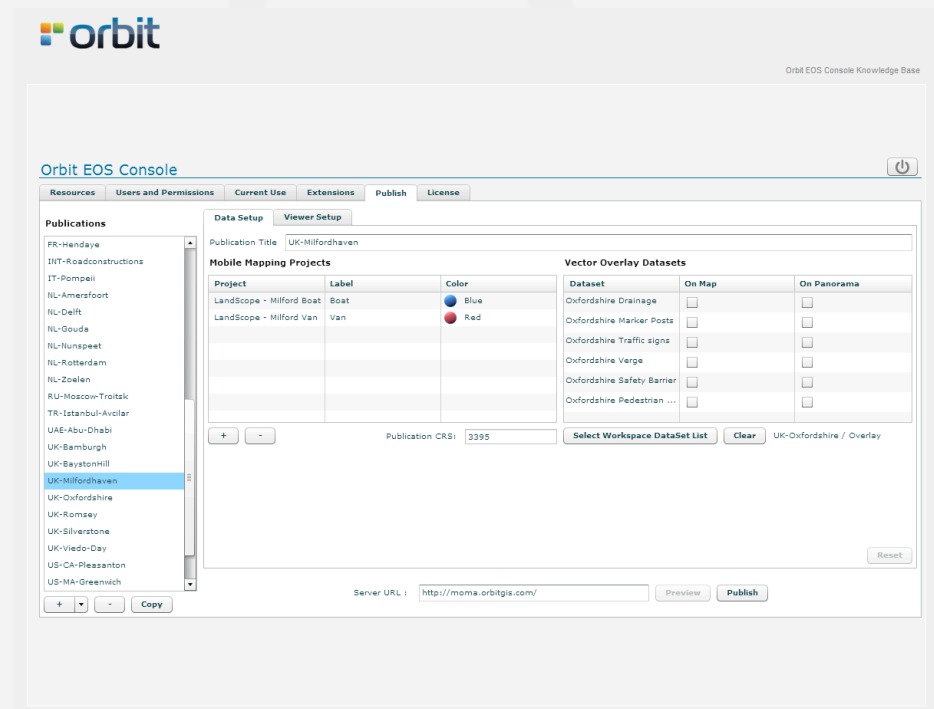 orbit
Orbit EOS Console Knowledge Base
Orbit EOS Console
Resources Users and Permissions Current Use Extensions Publish License
Publications
FR-Hendaye
INT-Roadconstructions
IT-Pompeii
NL-Amersfoort
NL-Delft
NL-Gouda
NL-Nunspeet
NL-Rotterdam
NL-Zoelen
RU-Moscow-Troitsk
TR-Istanbul-Avcilar
UAE-Abu-Dhabi
UK-Bamburgh
UK-BaystonHill
UK-Milfordhaven
UK-Oxfordshire
UK-Romsey
UK-Silverstone
UK-Viedo-Day
US-CA-Pleasanton
US-MA-Greenwich
+ - Copy
Data Setup Viewer Setup
Publication Title UK-Milfordhaven
Mobile Mapping Projects
Project Label Color
LandScope - Milford Boat Boat Blue
LandScope - Milford Van Van Red
+ - Publication CRS: 3395
Vector Overlay Datasets
Dataset On Map On Panorama
Oxfordshire Drainage
Oxfordshire Marker Posts
Oxfordshire Traffic signs
Oxfordshire Verge
Oxfordshire Safety Barrier
Oxfordshire Pedestrian ...
Select Workspace DataSet List Clear UK-Oxfordshire / Overlay
Reset
Server URL : http://moma.orbitgis.com/ Preview Publish